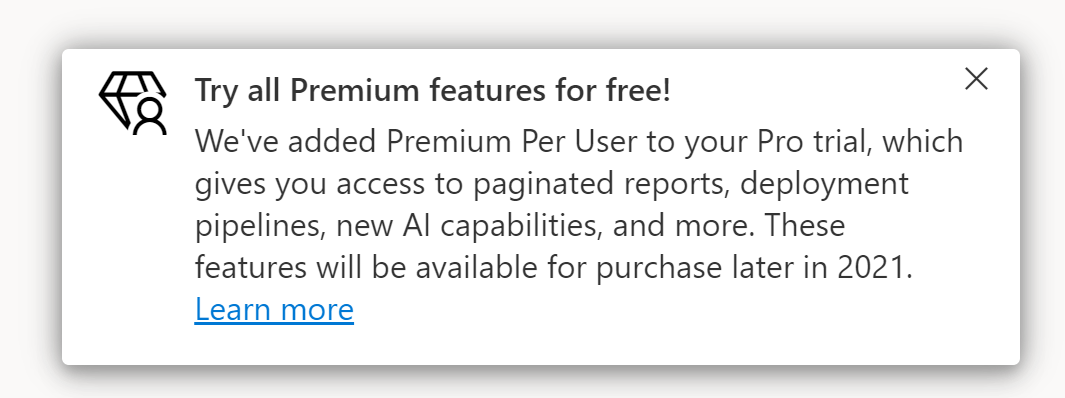 Try all Premium features for free!
We've added Premium Per User to your Pro trial, which
gives you access to paginated reports, deployment
pipelines, new AI capabilities, and more. These
features will be available for purchase later in 2021.
Learn more